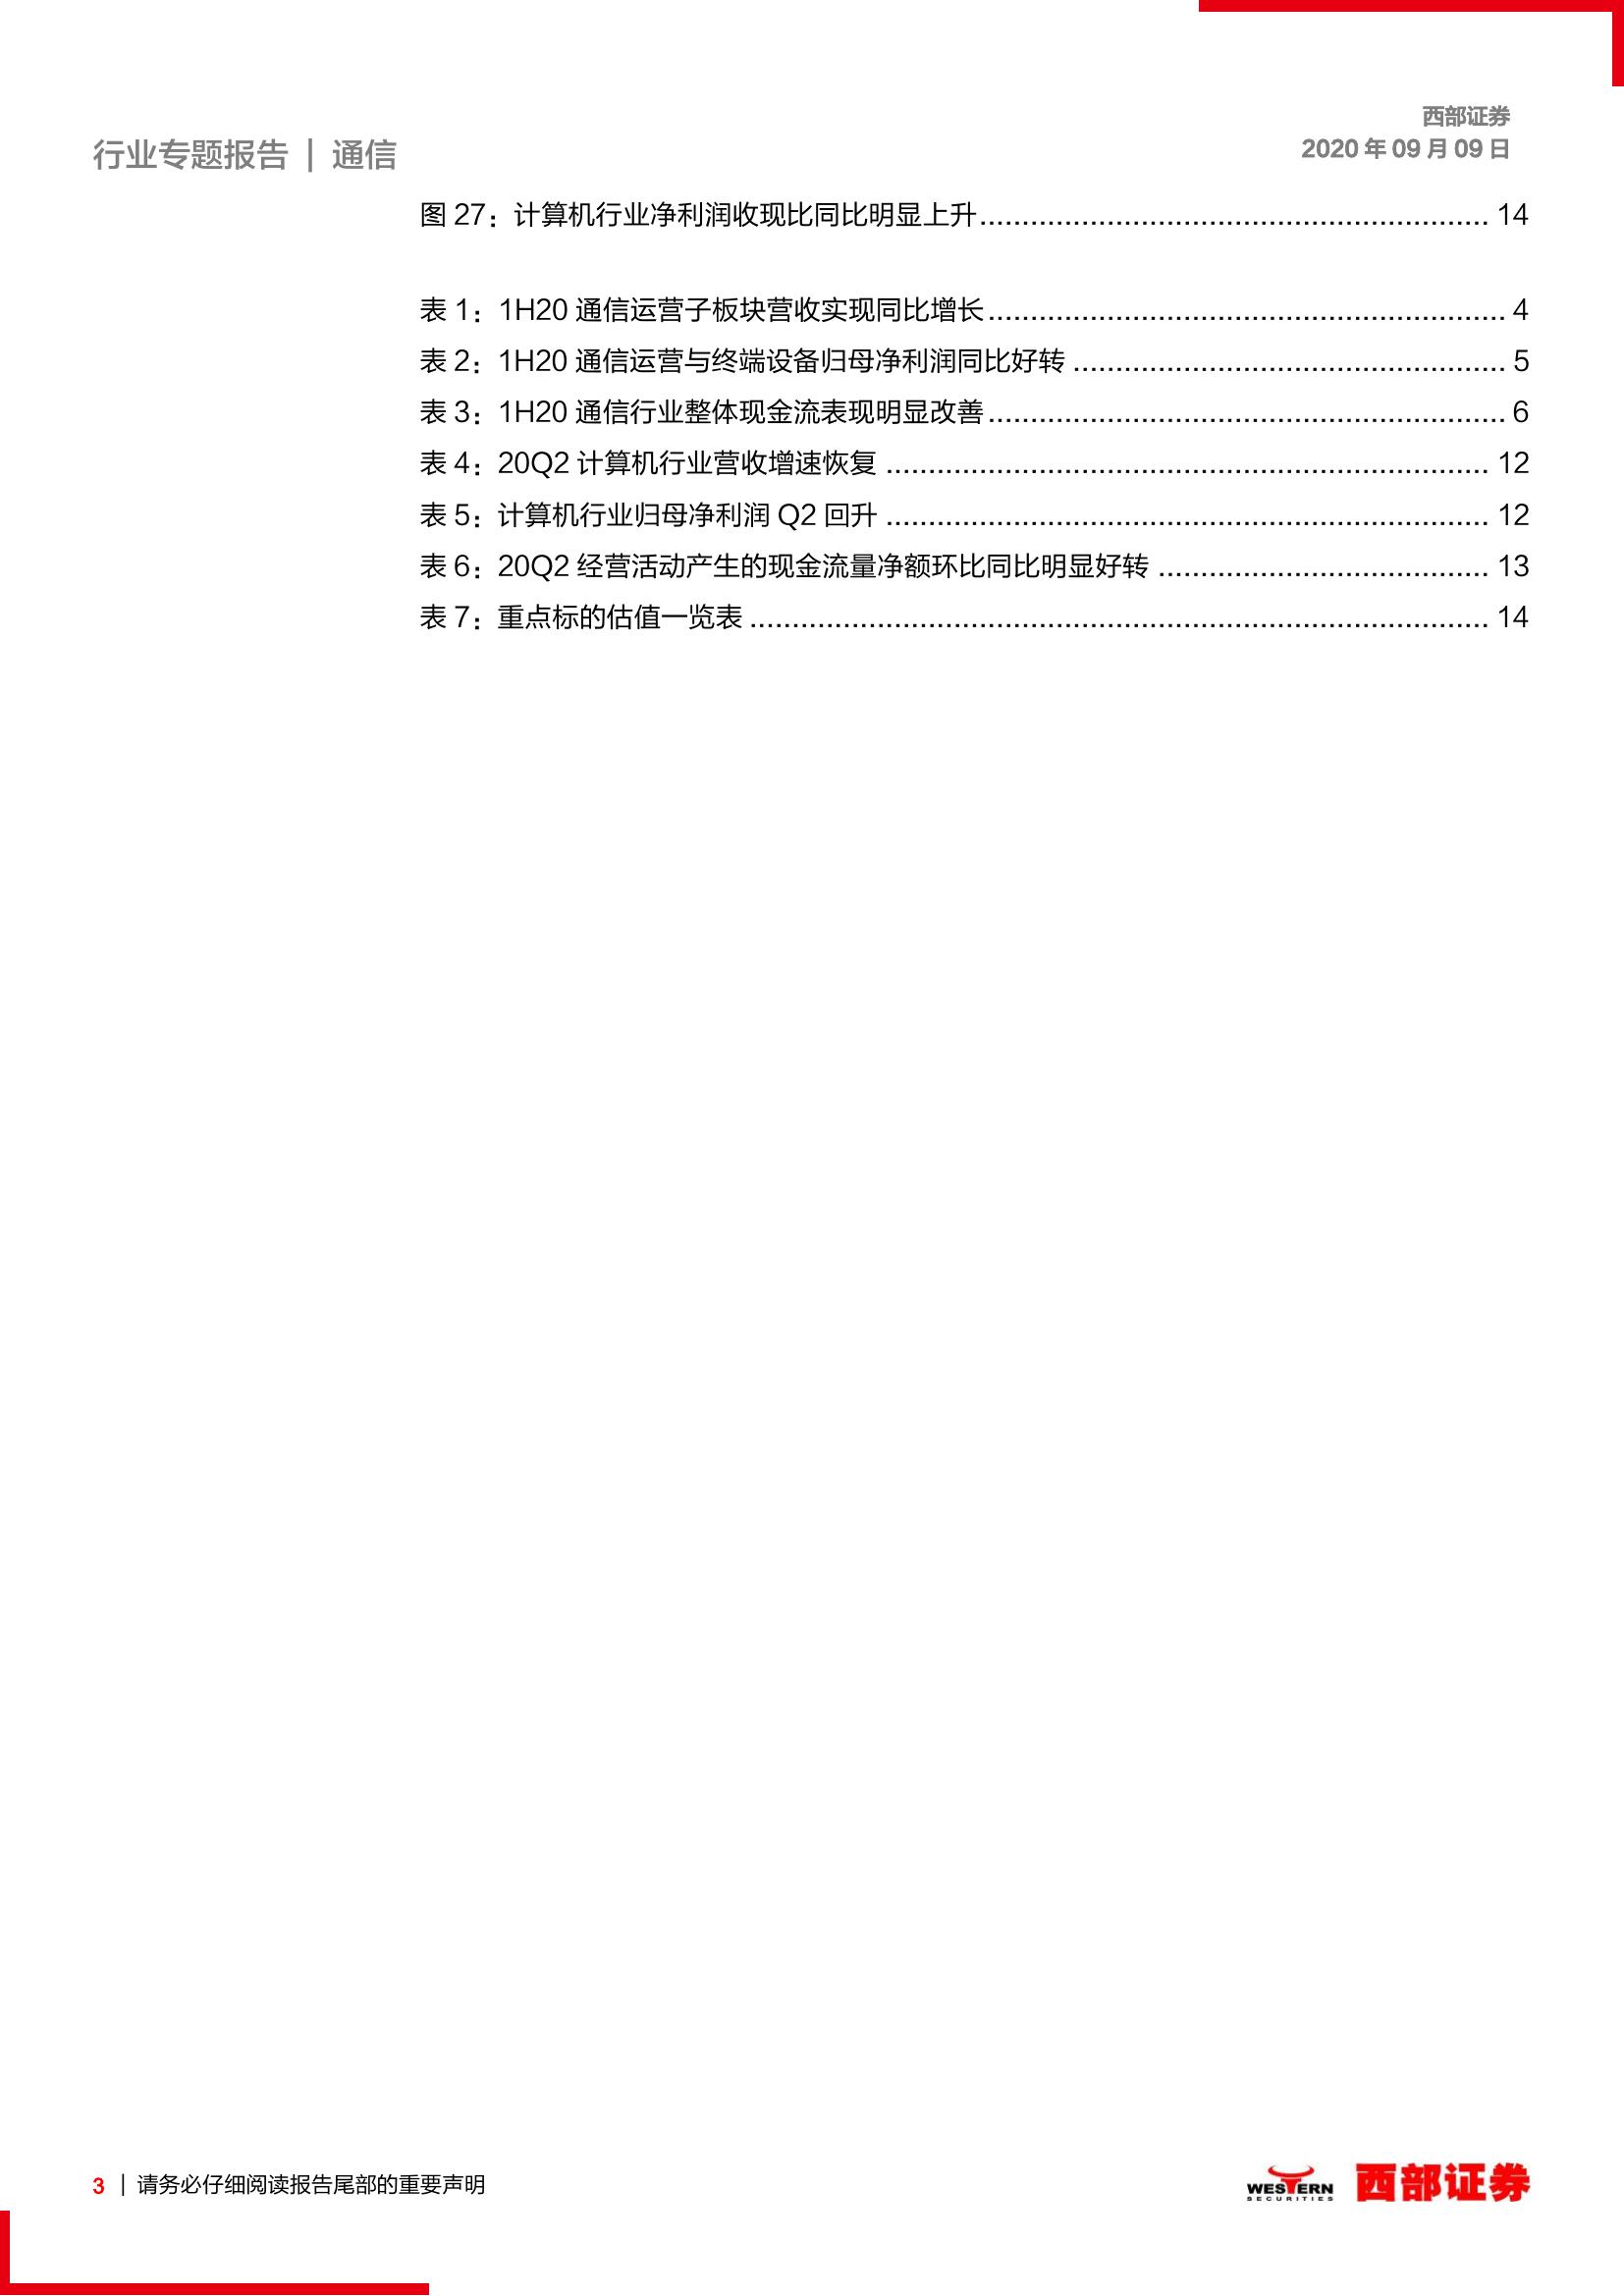 西部证券
行业专题报告 | 通信
2020 年 09 月 09 日
图 27：计算机行业净利润收现比同比明显上升............................................................ 14
表 1：1H20 通信运营子板块营收实现同比增长............................................................. 4
表 2：1H20 通信运营与终端设备归母净利润同比好转 ................................................... 5
表 3：1H20 通信行业整体现金流表现明显改善............................................................. 6
表 4：20Q2 计算机行业营收增速恢复 ....................................................................... 12
表 5：计算机行业归母净利润 Q2 回升 ....................................................................... 12
表 6：20Q2 经营活动产生的现金流量净额环比同比明显好转 ....................................... 13
表 7：重点标的估值一览表 ....................................................................................... 14
3 | 请务必仔细阅读报告尾部的重要声明
WESTERN
SECURITIES
西部证券